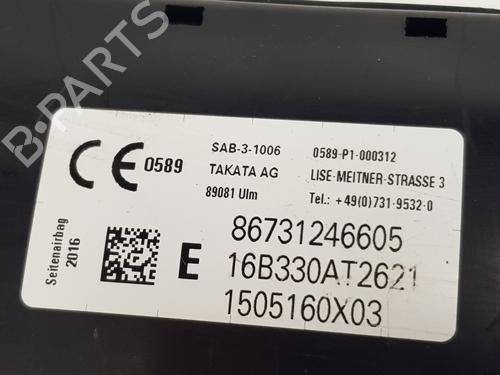 B-PARTS
CE 0589
SAB-3-1006
TAKATA AG
89081 Ulm
0589-P1-000312
LISE-MEITNER-STRASSE 3
Tel.: +49(0)731-9532-0
Seitenairbag
2016
E
86731246605
16B330AT2621
1505160X03